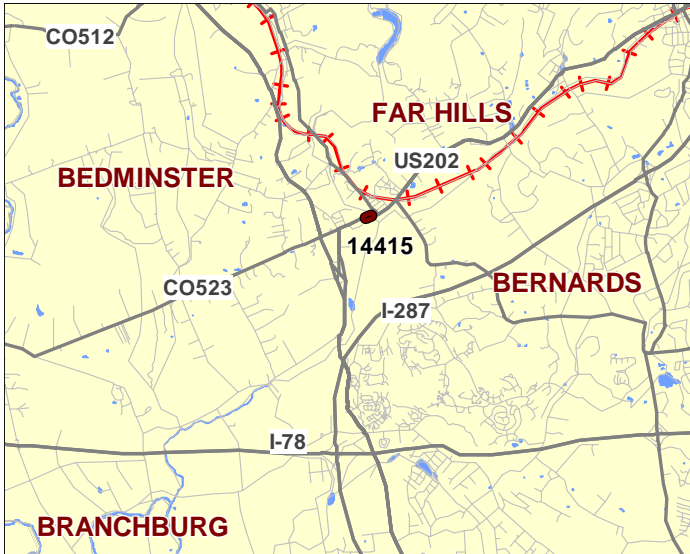 CO512
FAR HILLS
US202
BEDMINSTER
14415
CO523
BERNARDS
I-287
I-78
BRANCHBURG